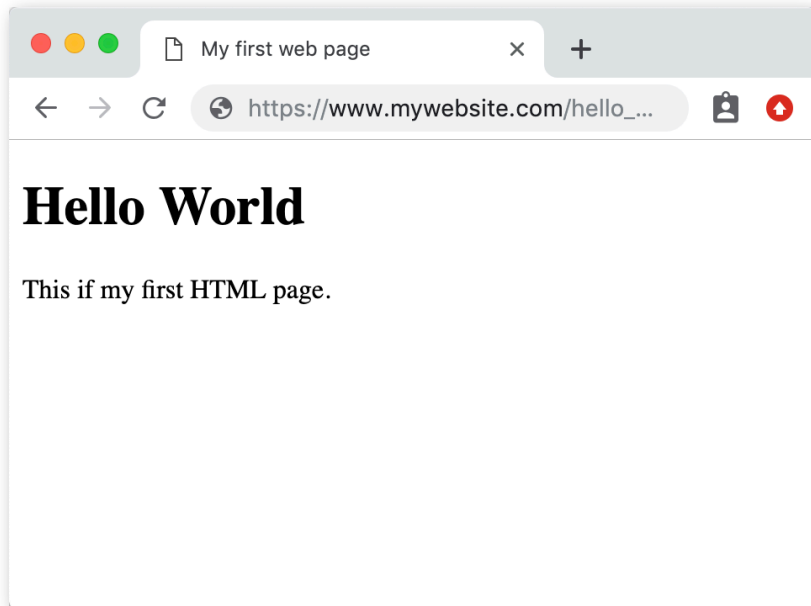 My first web page
https://www.mywebsite.com/hello_...
Hello World
This if my first HTML page.